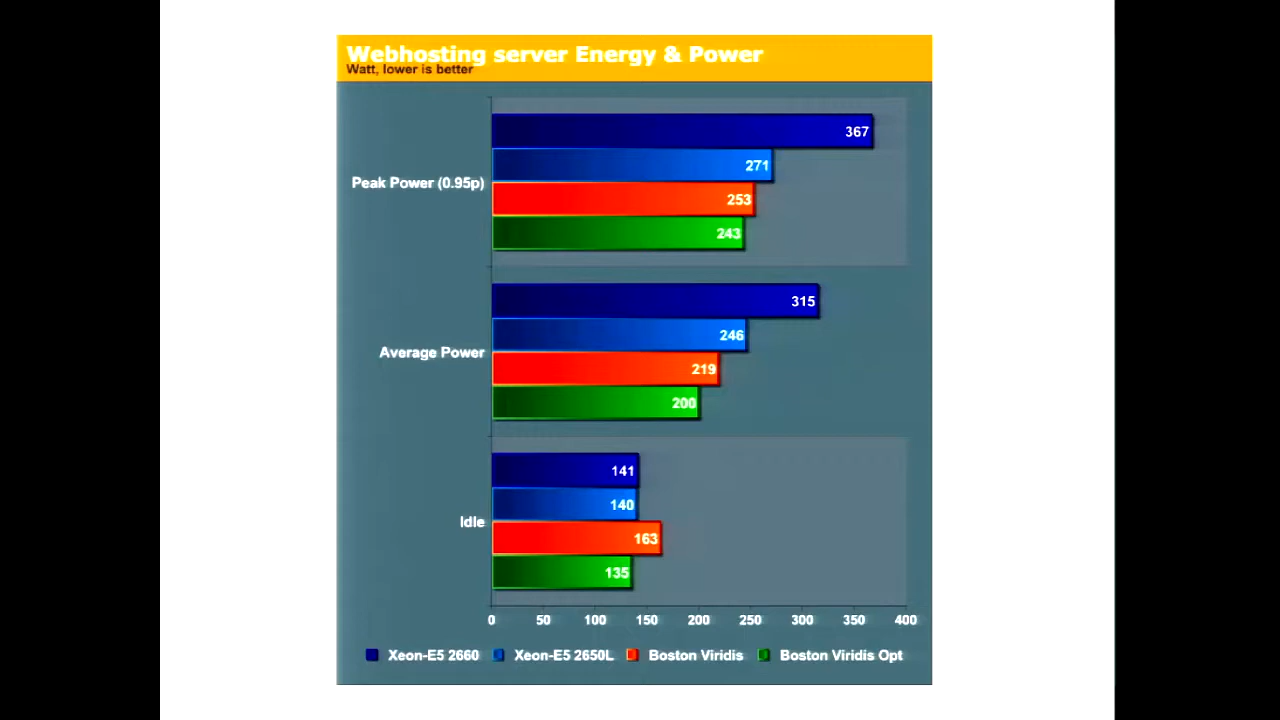 Webhosting server Energy & Power
Watt, lower is better
Peak Power (0.95p)
367
271
253
243
Average Power
315
246
219
200
Idle
141
140
163
135
0 50 100 150 200 250 300 350 400
Xeon-E5 2660 Xeon-E5 2650L Boston Viridis Boston Viridis Opt